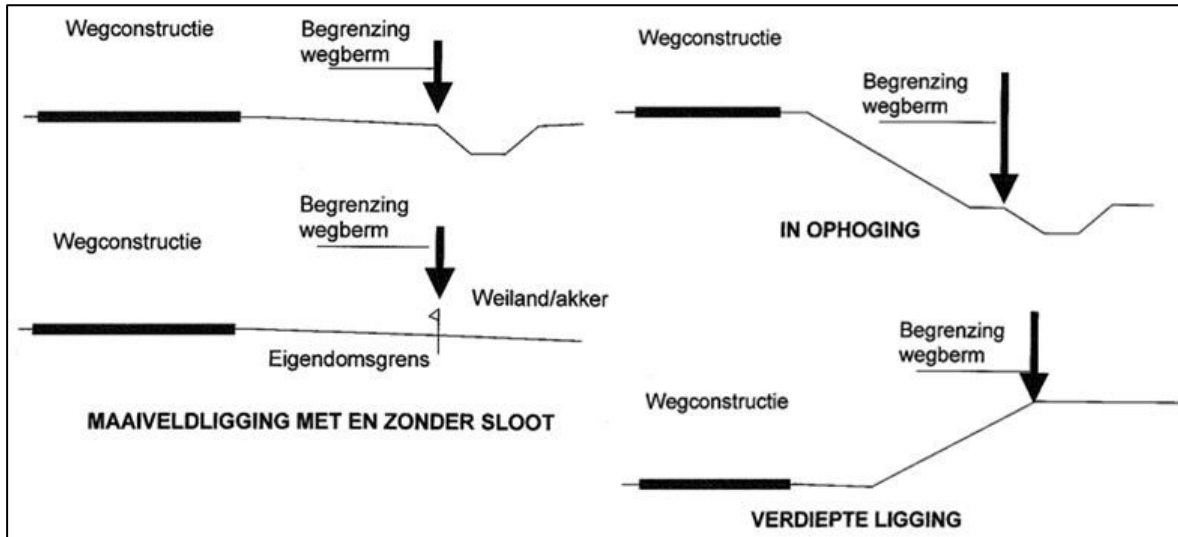 Wegconstructie
Begrenzing
wegberm
Wegconstructie
Begrenzing
wegberm
Weiland/akker
Eigendomsgrens
MAAIVELDLIGGING MET EN ZONDER SLOOT
Wegconstructie
Begrenzing
wegberm
IN OPHOGING
Begrenzing
wegberm
Wegconstructie
VERDIEPTE LIGGING